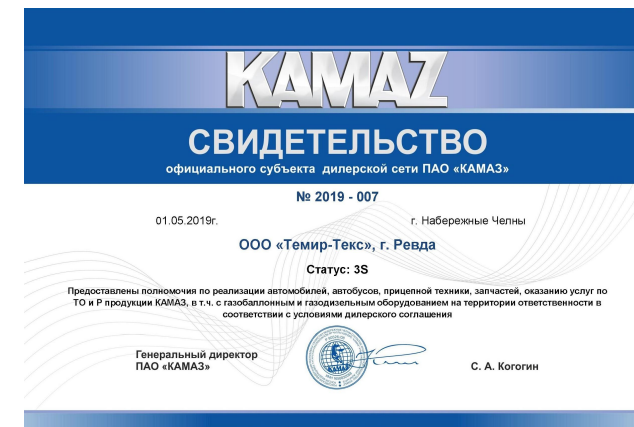 KAMAZ
СВИДЕТЕЛЬСТВО
официального субъекта дилерской сети ПАО «КАМАЗ»
№ 2019 - 007
01.05.2019г.
г. Набережные Челны
ООО «Темир-Текс», г. Ревда
Статус: 3S
Предоставлены полномочия по реализации автомобилей, автобусов, прицепной техники, запчастей, оказанию услуг по
ТО и Р продукции КАМАЗ, в т.ч. с газобаллонным и газодизельным оборудованием на территории ответственности в
соответствии с условиями дилерского соглашения
Генеральный директор
ПАО «КАМАЗ»
С. А. Когогин